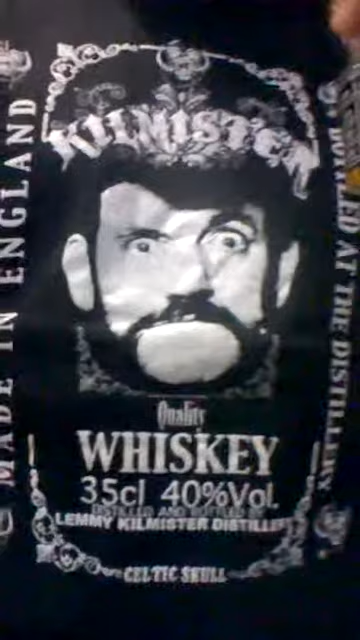 KILMISTER
MADE IN ENGLAND
BOTTLED AT THE DISTILLERY
Quality
WHISKEY
35cl 40%Vol.
DISTILLED AND BOTTLED BY
LEMMY KILMISTER DISTILLERY
CELTIC SKULL